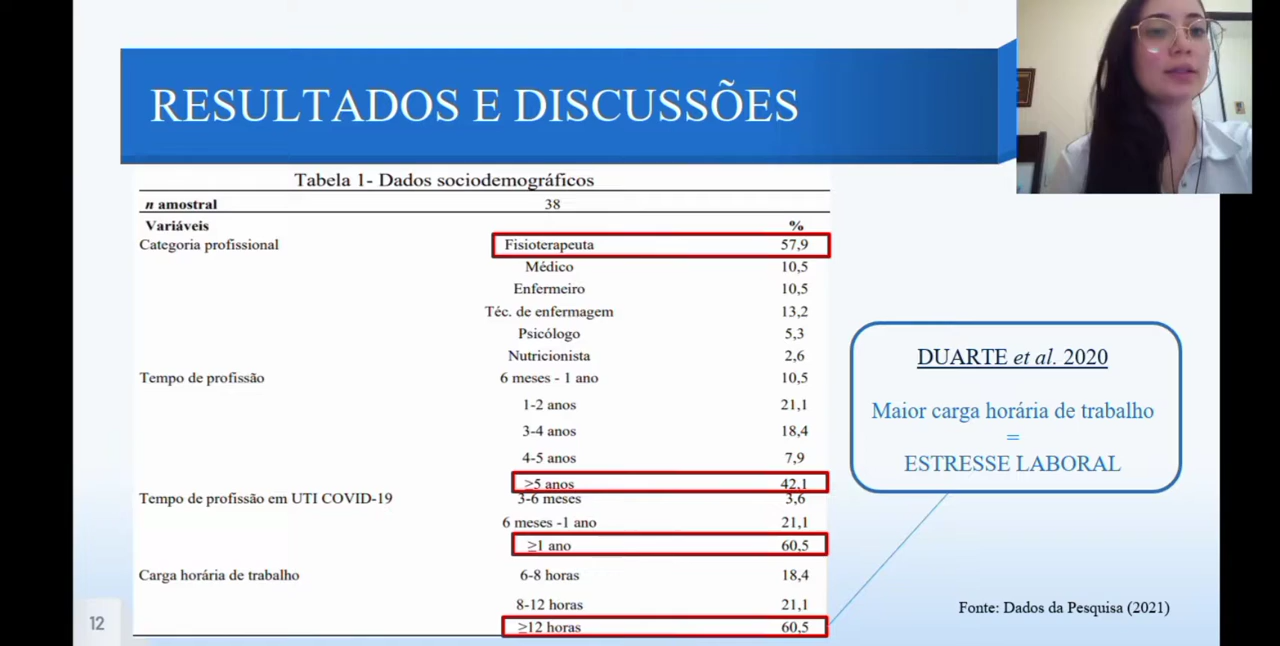 RESULTADOS E DISCUSSÕES
Tabela 1- Dados sociodemográficos
n amostral 38
Variáveis %
Categoria profissional Fisioterapeuta 57,9
Médico 10,5
Enfermeiro 10,5
Téc. de enfermagem 13,2
Psicólogo 5,3
Nutricionista 2,6
Tempo de profissão 6 meses - 1 ano 10,5
1-2 anos 21,1
3-4 anos 18,4
4-5 anos 7,9
≥5 anos 42,1
Tempo de profissão em UTI COVID-19 3-6 meses 3,6
6 meses -1 ano 21,1
≥1 ano 60,5
Carga horária de trabalho 6-8 horas 18,4
8-12 horas 21,1
≥12 horas 60,5
DUARTE et al. 2020
Maior carga horária de trabalho
=
ESTRESSE LABORAL
Fonte: Dados da Pesquisa (2021)
12